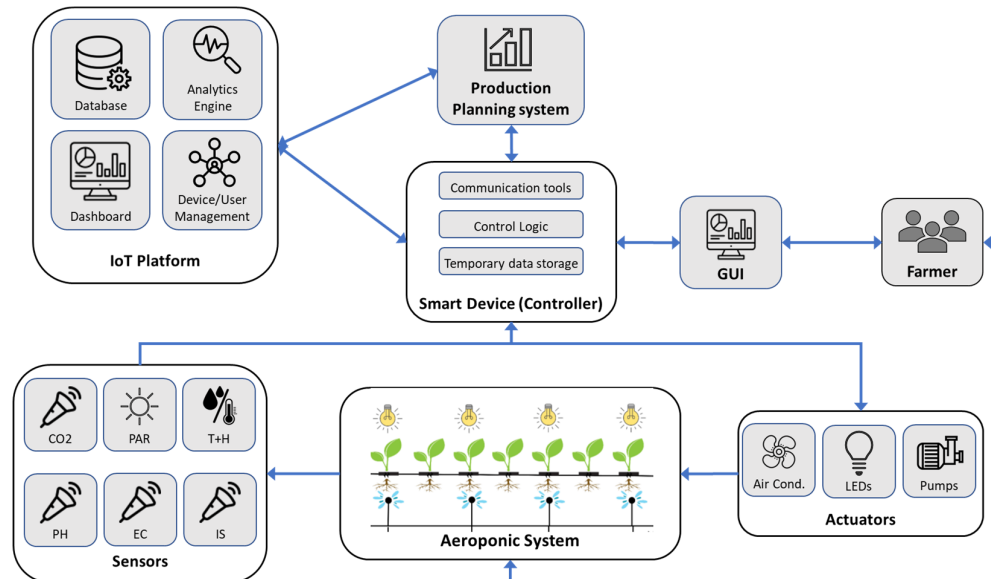 Database
Analytics
Engine
Dashboard
Device/User
Management
IoT Platform
Production
Planning system
Communication tools
Control Logic
Temporary data storage
Smart Device (Controller)
GUI
Farmer
CO2
PAR
T+H
PH
EC
IS
Sensors
Aeroponic System
Air Cond.
LEDs
Pumps
Actuators